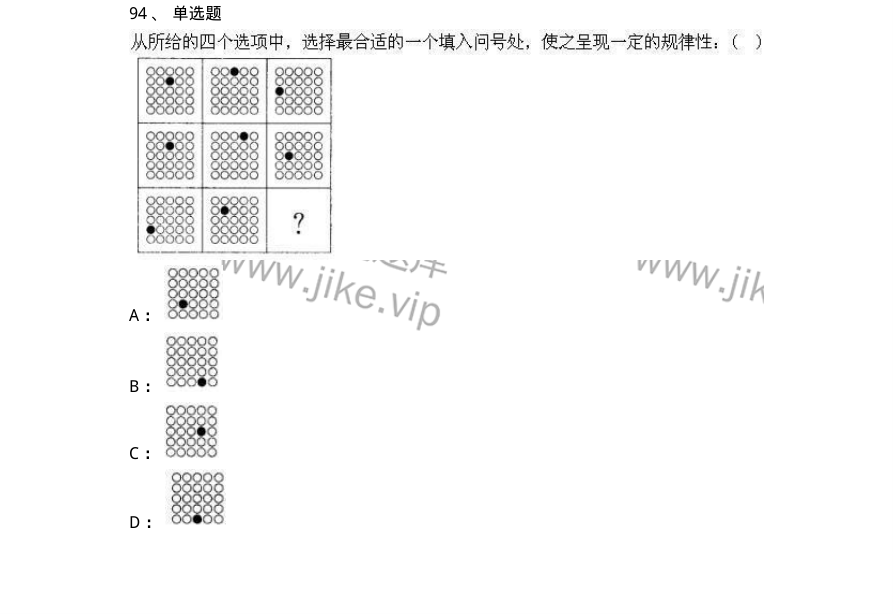 94 、 单选题
从所给的四个选项中，选择最合适的一个填入问号处，使之呈现一定的规律性：（ ）
?
题库
www.jike.vip
www.jik
A ：
B ：
C ：
D ：